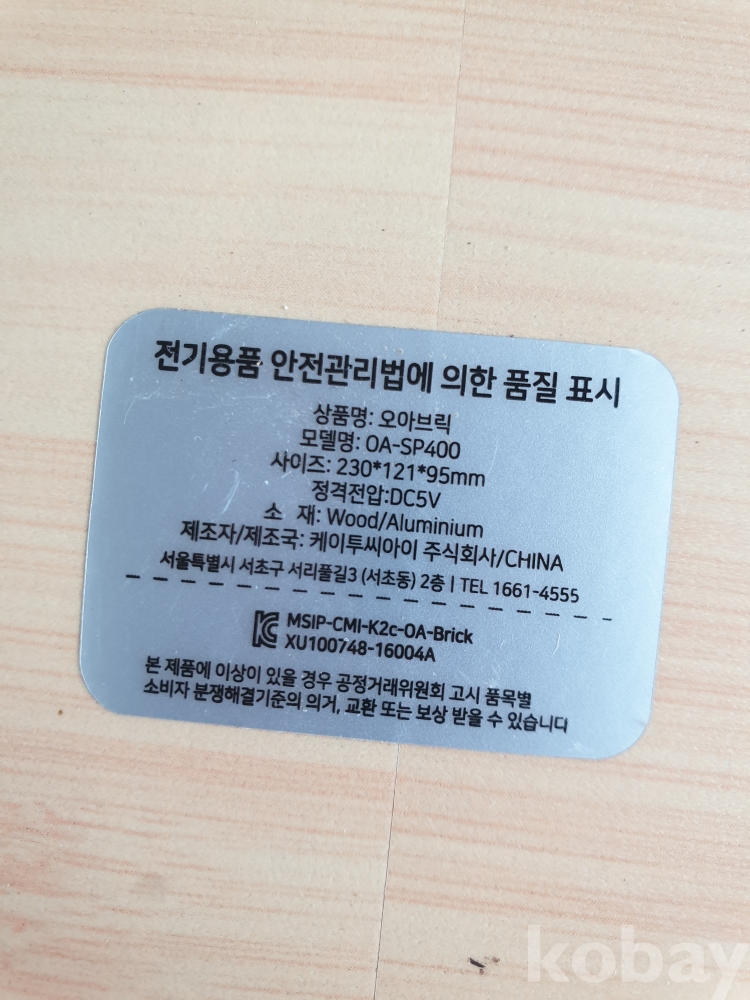 전기용품 안전관리법에 의한 품질 표시
상품명: 오아브릭
모델명: OA-SP400
사이즈: 230*121*95mm
정격전압:DC5V
소 재: Wood/Aluminium
제조자/제조국: 케이투씨아이 주식회사/CHINA
서울특별시 서초구 서리풀길3 (서초동) 2층 | TEL 1661-4555
MSIP-CMI-K2c-OA-Brick
XU100748-16004A
본 제품에 이상이 있을 경우 공정거래위원회 고시 품목별
소비자 분쟁해결기준의 의거, 교환 또는 보상 받을 수 있습니다
kobay